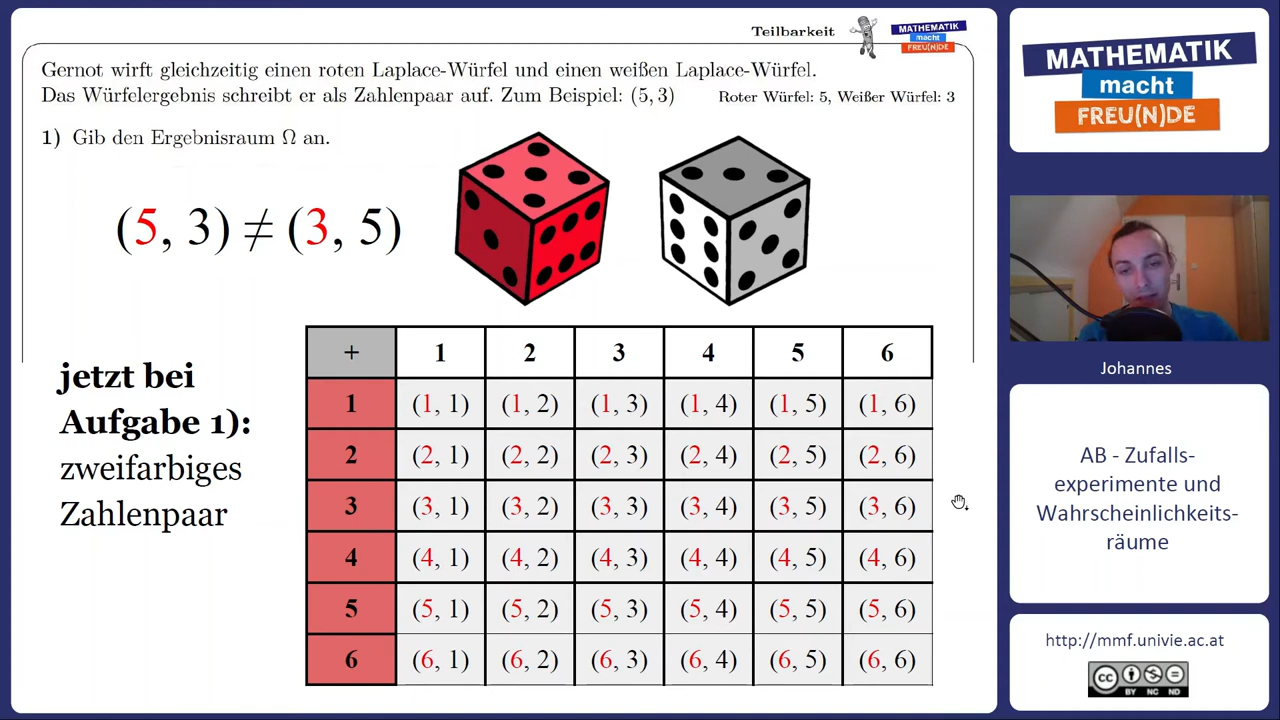 Teilbarkeit
MATHEMATIK
macht
FREU(N)DE
Gernot wirft gleichzeitig einen roten Laplace-Würfel und einen weißen Laplace-Würfel.
Das Würfelergebnis schreibt er als Zahlenpaar auf. Zum Beispiel: (5, 3) Roter Würfel: 5, Weißer Würfel: 3
1) Gib den Ergebnisraum Ω an.
(5, 3) ≠ (3, 5)
jetzt bei
Aufgabe 1):
zweifarbiges
Zahlenpaar
+ 1 2 3 4 5 6
1 (1, 1) (1, 2) (1, 3) (1, 4) (1, 5) (1, 6)
2 (2, 1) (2, 2) (2, 3) (2, 4) (2, 5) (2, 6)
3 (3, 1) (3, 2) (3, 3) (3, 4) (3, 5) (3, 6)
4 (4, 1) (4, 2) (4, 3) (4, 4) (4, 5) (4, 6)
5 (5, 1) (5, 2) (5, 3) (5, 4) (5, 5) (5, 6)
6 (6, 1) (6, 2) (6, 3) (6, 4) (6, 5) (6, 6)
MATHEMATIK
macht
FREU(N)DE
Johannes
AB - Zufalls-
experimente und
Wahrscheinlichkeits-
räume
http://mmf.univie.ac.at
cc
BY NC ND